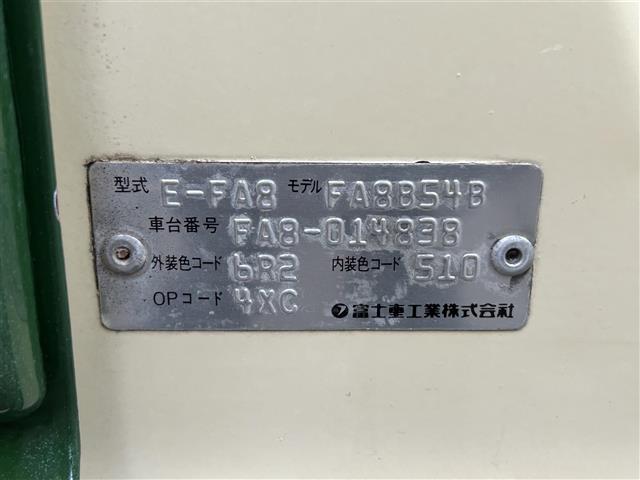 型式 E-FA8 モデル FA8B54B
車台番号 FA8-014838
外装色コード 6R2 内装色コード 510
OPコード 4XC
富士重工業株式会社